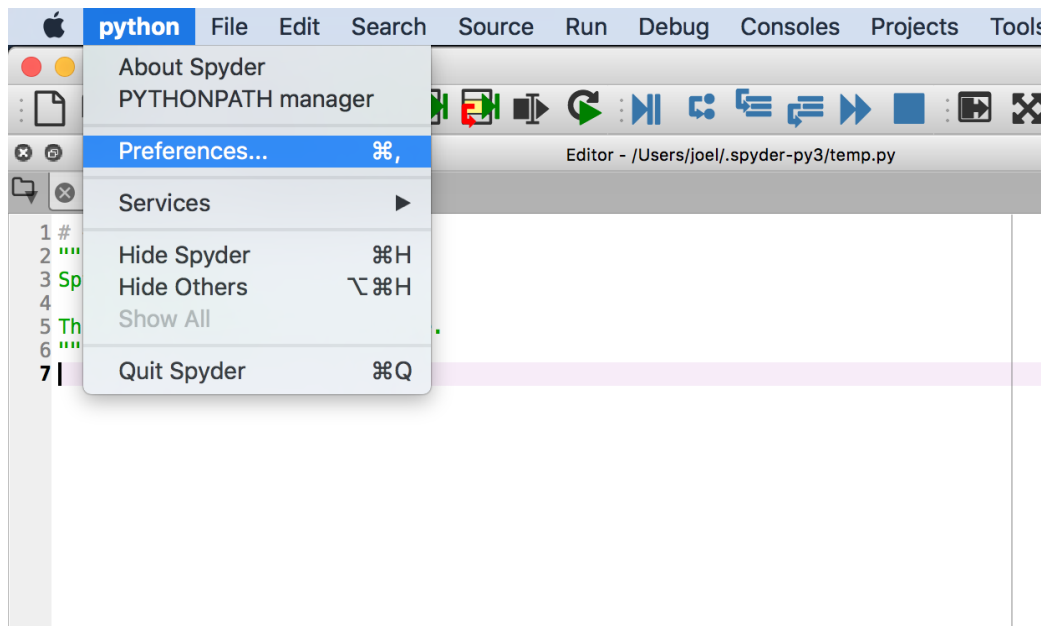 python File Edit Search Source Run Debug Consoles Projects Tools
About Spyder
PYTHONPATH manager
Preferences... ⌘,
Services ▶
Hide Spyder ⌘H
Hide Others ⌥⌘H
Show All
Quit Spyder ⌘Q
Editor - /Users/joel/.spyder-py3/temp.py
1 #
2 """
3 Sp
4
5 Th .
6 """
7